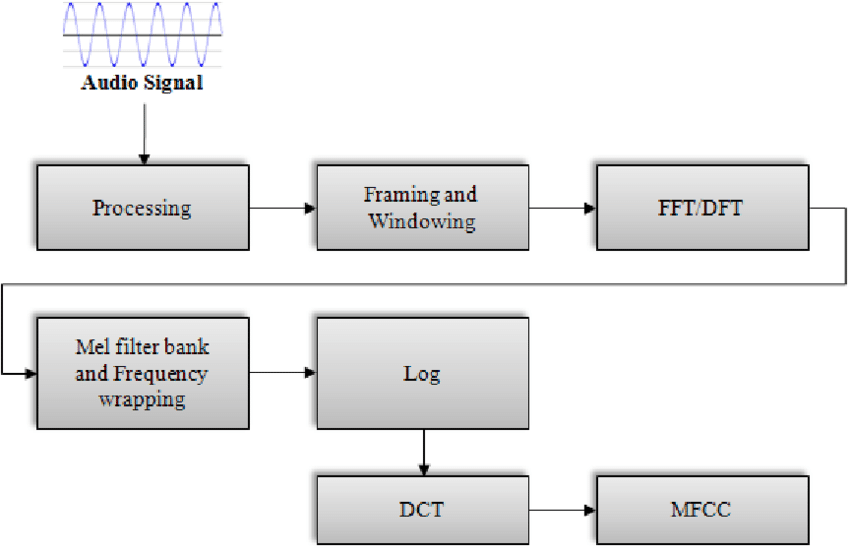 Audio Signal
Processing
Framing and
Windowing
FFT/DFT
Mel filter bank
and Frequency
wrapping
Log
DCT
MFCC